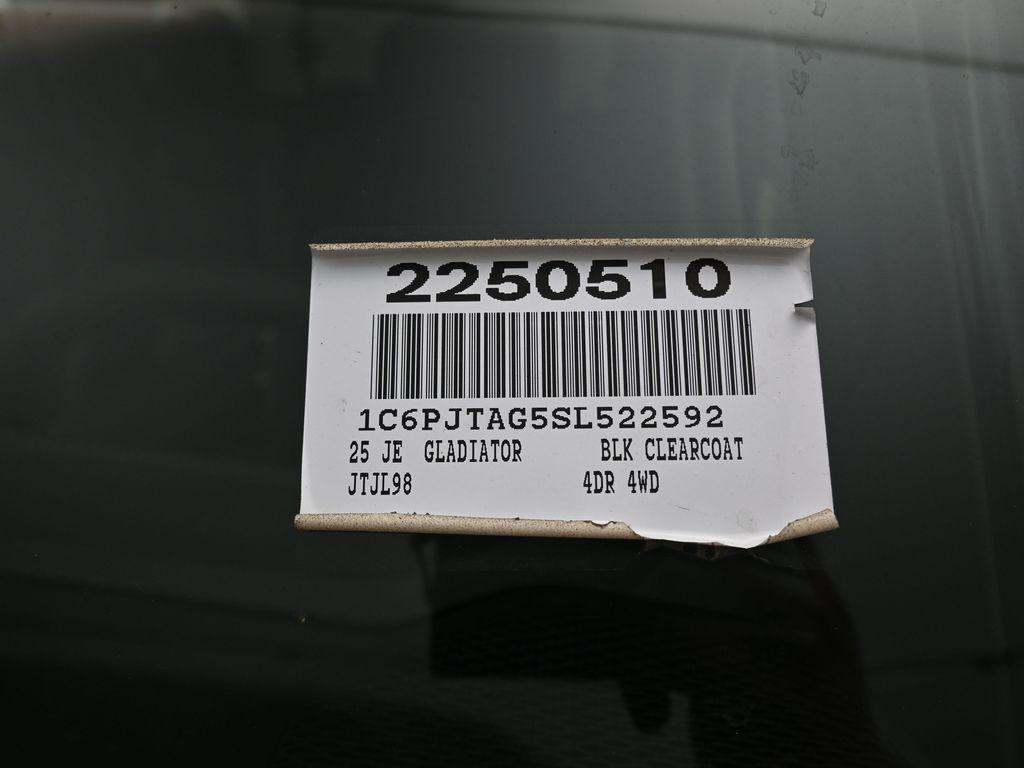 2250510
1C6PJTAG5SL522592
25 JE GLADIATOR BLK CLEARCOAT
JTJL98 4DR 4WD